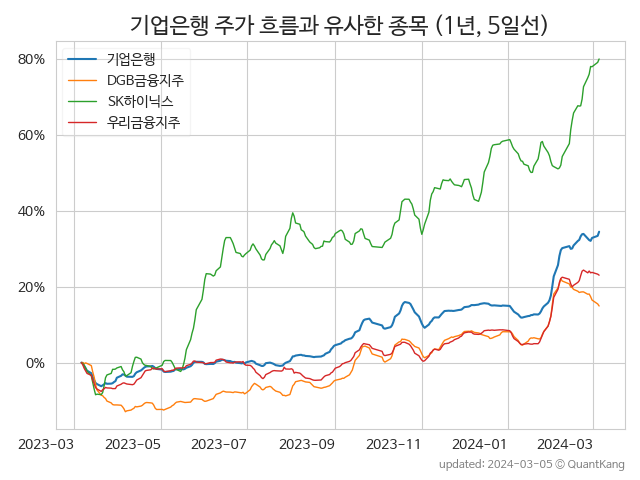 기업은행 주가 흐름과 유사한 종목 (1년, 5일선)
기업은행
DGB금융지주
SK하이닉스
우리금융지주
80%
60%
40%
20%
0%
2023-03 2023-05 2023-07 2023-09 2023-11 2024-01 2024-03
updated: 2024-03-05 © QuantKang